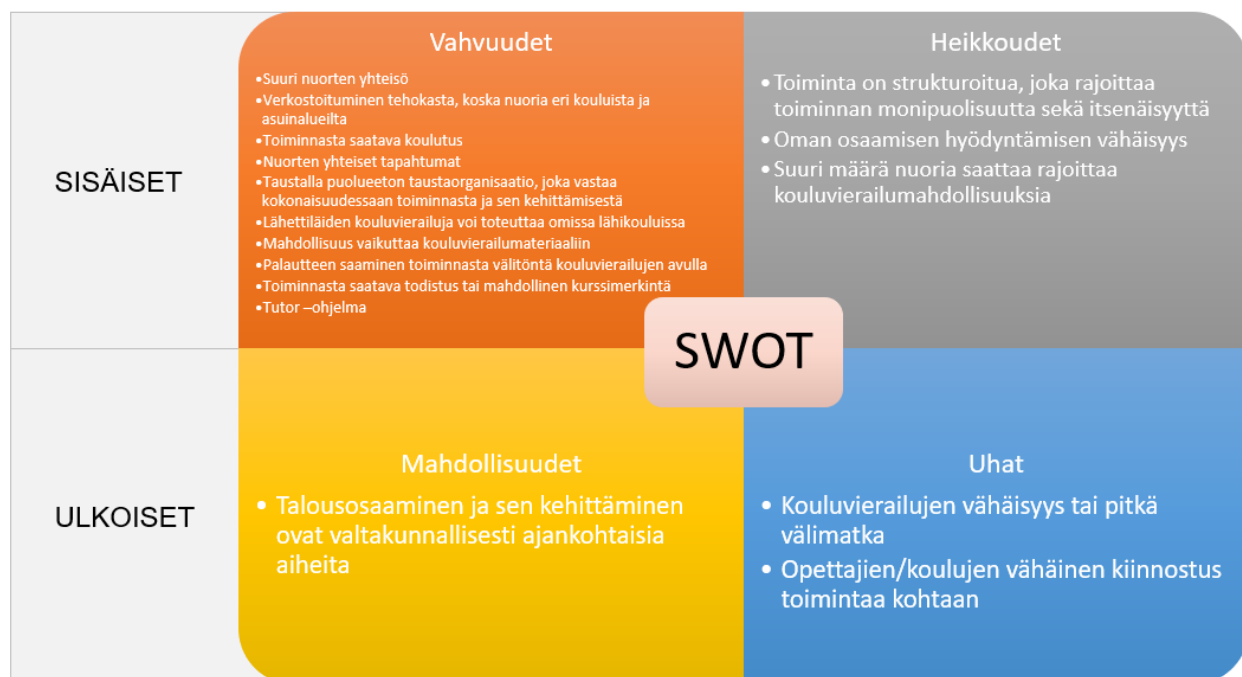 Vahvuudet
•Suuri nuorten yhteisö
•Verkostoituminen tehokasta, koska nuoria eri kouluista ja
asuinalueilta
•Toiminnasta saatava koulutus
•Nuorten yhteiset tapahtumat
•Taustalla puolueeton taustaorganisaatio, joka vastaa
kokonaisuudessaan toiminnasta ja sen kehittämisestä
•Lähettiläiden kouluvierailuja voi toteuttaa omissa lähikouluissa
•Mahdollisuus vaikuttaa kouluvierailumateriaaliin
•Palautteen saaminen toiminnasta välitöntä kouluvierailujen avulla
•Toiminnasta saatava todistus tai mahdollinen kurssimerkintä
•Tutor –ohjelma
Heikkoudet
•Toiminta on strukturoitua, joka rajoittaa
toiminnan monipuolisuutta sekä itsenäisyyttä
•Oman osaamisen hyödyntämisen vähäisyys
•Suuri määrä nuoria saattaa rajoittaa
kouluvierailumahdollisuuksia
SISÄISET
SWOT
ULKOISET
Mahdollisuudet
• Talousosaaminen ja sen kehittäminen
ovat valtakunnallisesti ajankohtaisia
aiheita
Uhat
• Kouluvierailujen vähäisyys tai pitkä
välimatka
• Opettajien/koulujen vähäinen kiinnostus
toimintaa kohtaan